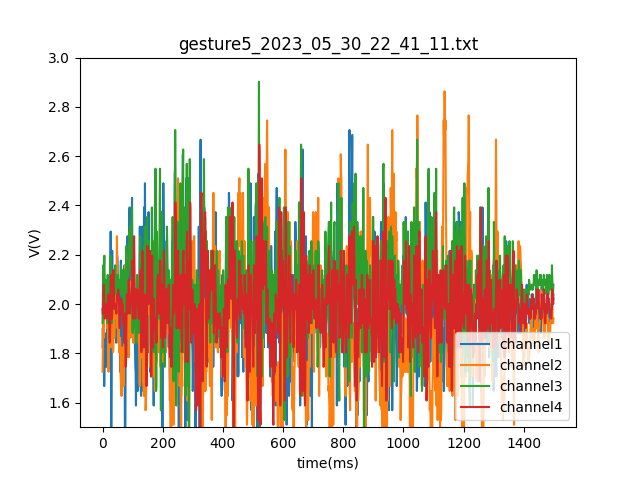 gesture5_2023_05_30_22_41_11.txt
3.0
2.8
2.6
2.4
2.2
2.0
1.8
1.6
V(V)
0 200 400 600 800 1000 1200 1400
time(ms)
channel1
channel2
channel3
channel4